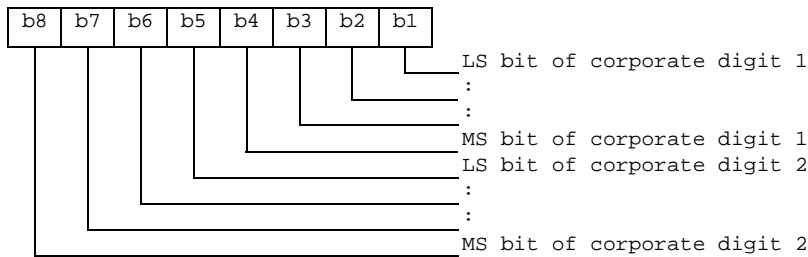 b8 b7 b6 b5 b4 b3 b2 b1
LS bit of corporate digit 1
:
:
MS bit of corporate digit 1
LS bit of corporate digit 2
:
:
MS bit of corporate digit 2